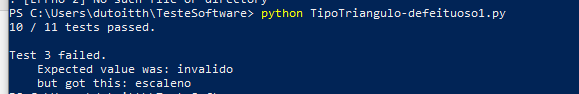 PS C:\Users\dutoitth\TesteSoftware> python TipoTriangulo-defeituoso1.py
10 / 11 tests passed.
Test 3 failed.
Expected value was: invalido
but got this: escaleno